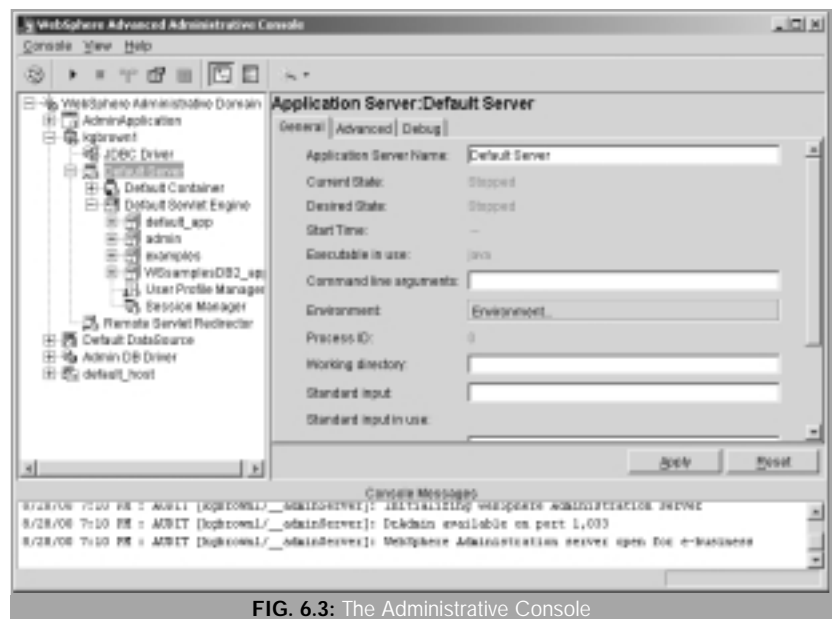 WebSphere Advanced Administrative Console
Console View Help
WebSphere Administrative Domain
AdminApplication
kgbrown1
JDBC Driver
Default Server
Default Container
Default Servlet Engine
default_app
admin
examples
WSsamplesDB2_app
User Profile Manager
Session Manager
Remote Servlet Redirector
Default DataSource
Admin DB Driver
default_host
Application Server:Default Server
General Advanced Debug
Application Server Name: Default Server
Current State: Stopped
Desired State: Stopped
Start Time: --
Executable in use: java
Command line arguments:
Environment: Environment...
Process ID: 0
Working directory:
Standard input:
Standard input in use:
Apply Reset
Console Messages
8/28/00 7:10 PM : AUDIT [kgbrown1/__adminServer]: Initializing WebSphere Administration server
8/28/00 7:10 PM : AUDIT [kgbrown1/__adminServer]: DrAdmin available on port 1,033
8/28/00 7:10 PM : AUDIT [kgbrown1/__adminServer]: WebSphere Administration server open for e-business
FIG. 6.3: The Administrative Console